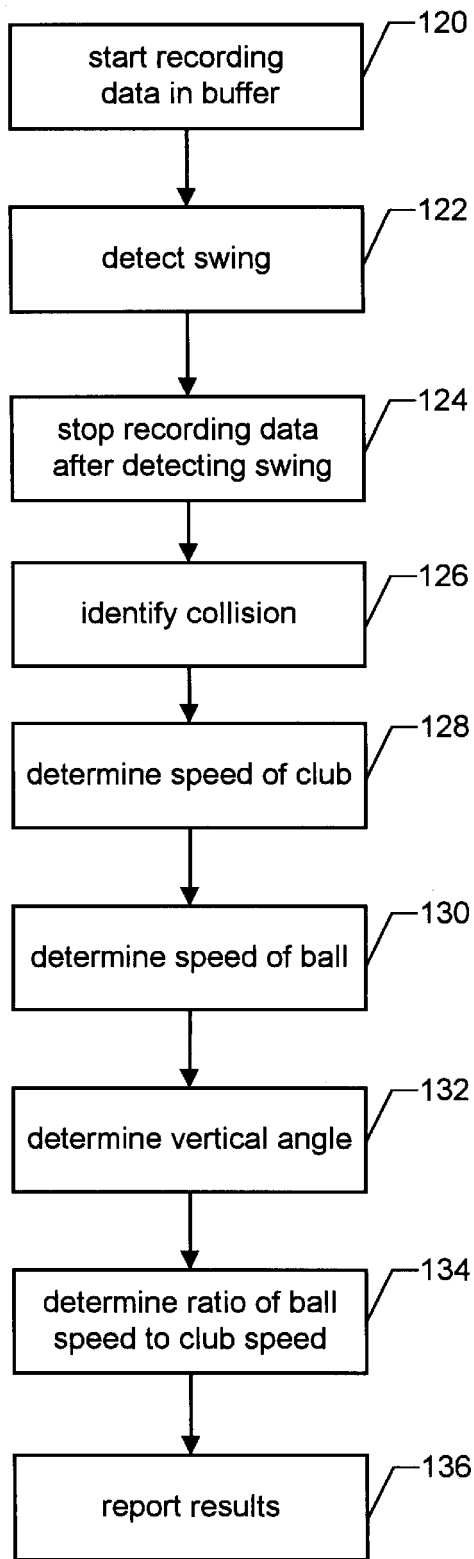 120
start recording
data in buffer
122
detect swing
124
stop recording data
after detecting swing
126
identify collision
128
determine speed of club
130
determine speed of ball
132
determine vertical angle
134
determine ratio of ball
speed to club speed
136
report results